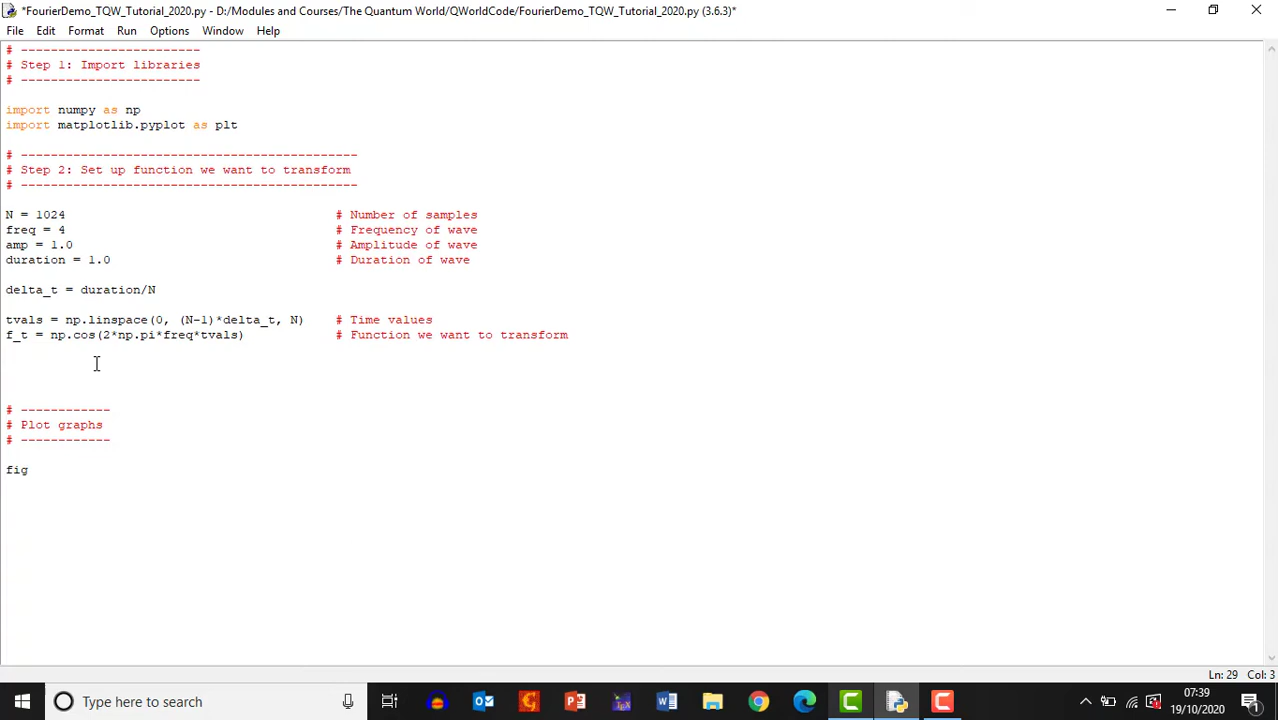 *FourierDemo_TQW_Tutorial_2020.py - D:/Modules and Courses/The Quantum World/QWorldCode/FourierDemo_TQW_Tutorial_2020.py (3.6.3)*
File Edit Format Run Options Window Help
# ------------------------
# Step 1: Import libraries
# ------------------------
import numpy as np
import matplotlib.pyplot as plt
# ---------------------------------------------
# Step 2: Set up function we want to transform
# ---------------------------------------------
N = 1024 # Number of samples
freq = 4 # Frequency of wave
amp = 1.0 # Amplitude of wave
duration = 1.0 # Duration of wave
delta_t = duration/N
tvals = np.linspace(0, (N-1)*delta_t, N) # Time values
f_t = np.cos(2*np.pi*freq*tvals) # Function we want to transform
# ------------
# Plot graphs
# ------------
fig
Ln: 29 Col: 3
Type here to search
07:39
19/10/2020